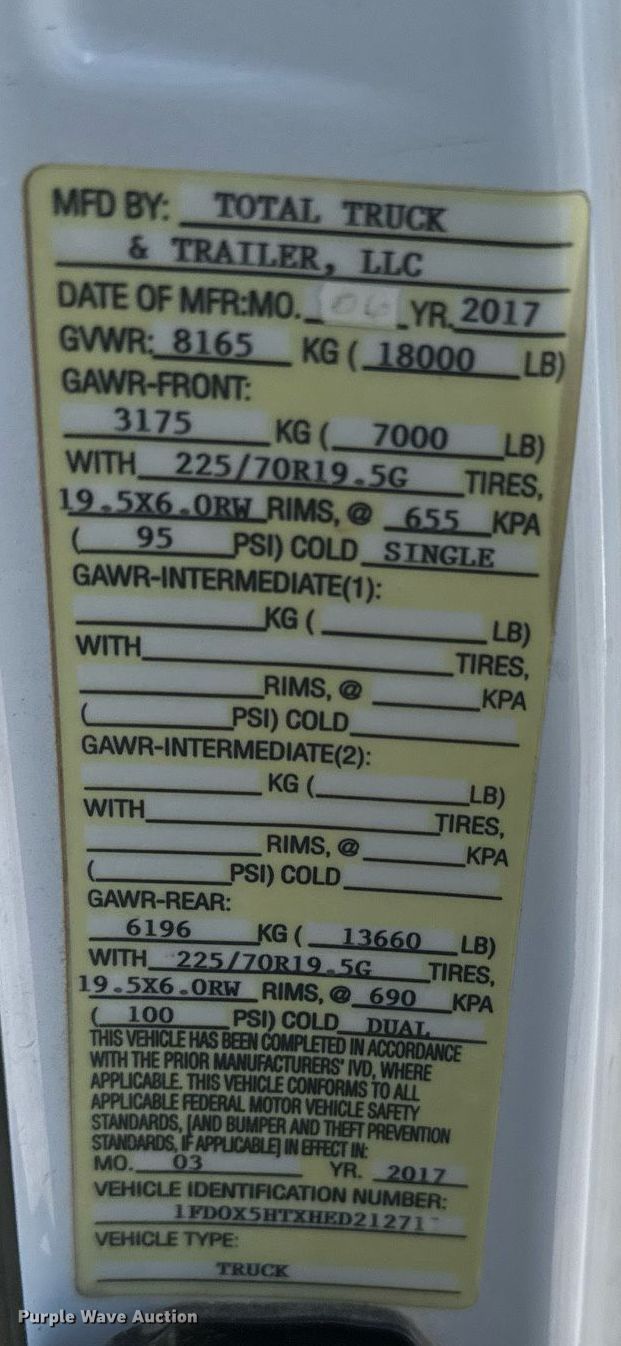 MFD BY: TOTAL TRUCK
& TRAILER, LLC
DATE OF MFR:MO. 06 YR. 2017
GVWR: 8165 KG ( 18000 LB)
GAWR-FRONT:
3175 KG ( 7000 LB)
WITH 225/70R19.5G TIRES,
19.5X6.0RW RIMS, @ 655 KPA
( 95 PSI) COLD SINGLE
GAWR-INTERMEDIATE(1):
KG ( LB)
WITH TIRES,
RIMS, @ KPA
( PSI) COLD
GAWR-INTERMEDIATE(2):
KG ( LB)
WITH TIRES,
RIMS, @ KPA
( PSI) COLD
GAWR-REAR:
6196 KG ( 13660 LB)
WITH 225/70R19.5G TIRES,
19.5X6.0RW RIMS, @ 690 KPA
( 100 PSI) COLD DUAL
THIS VEHICLE HAS BEEN COMPLETED IN ACCORDANCE
WITH THE PRIOR MANUFACTURERS' IVD, WHERE
APPLICABLE. THIS VEHICLE CONFORMS TO ALL
APPLICABLE FEDERAL MOTOR VEHICLE SAFETY
STANDARDS, [AND BUMPER AND THEFT PREVENTION
STANDARDS, IF APPLICABLE] IN EFFECT IN:
MO. 03 YR. 2017
VEHICLE IDENTIFICATION NUMBER:
1FDOX5HTXHED21271
VEHICLE TYPE:
TRUCK
Purple Wave Auction